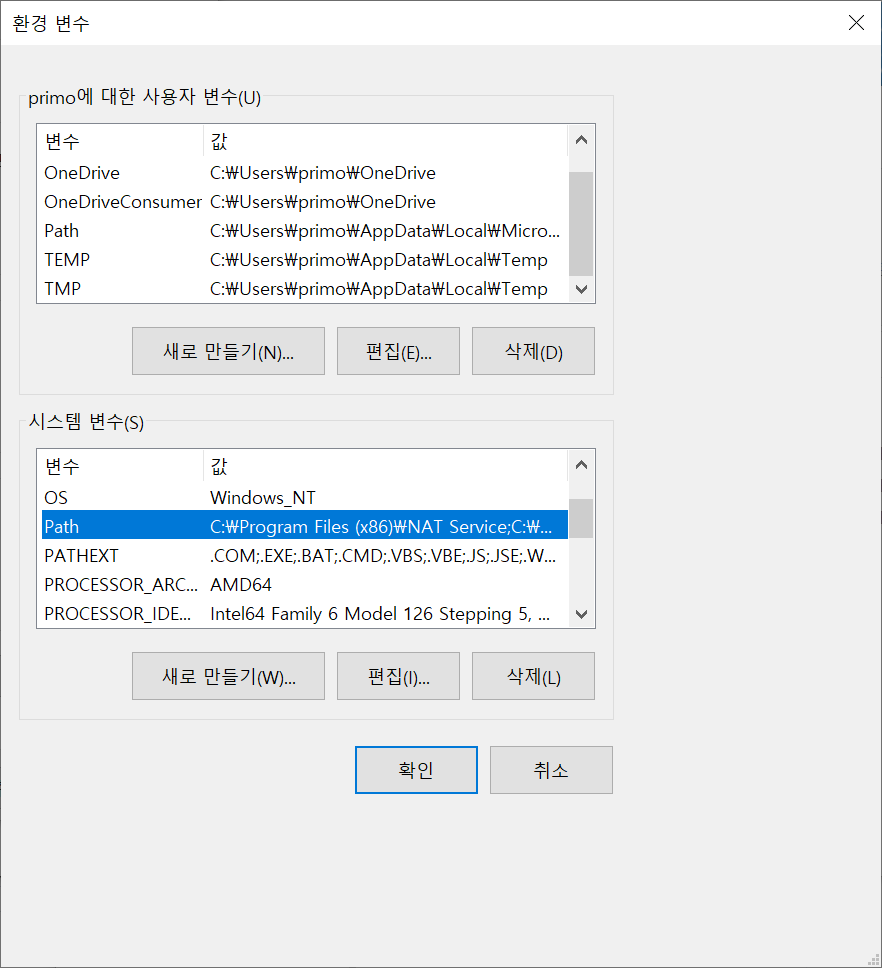 환경 변수
primo에 대한 사용자 변수(U)
변수 값
OneDrive C:₩Users₩primo₩OneDrive
OneDriveConsumer C:₩Users₩primo₩OneDrive
Path C:₩Users₩primo₩AppData₩Local₩Micro...
TEMP C:₩Users₩primo₩AppData₩Local₩Temp
TMP C:₩Users₩primo₩AppData₩Local₩Temp
새로 만들기(N)... 편집(E)... 삭제(D)
시스템 변수(S)
변수 값
OS Windows_NT
Path C:₩Program Files (x86)₩NAT Service;C:₩...
PATHEXT .COM;.EXE;.BAT;.CMD;.VBS;.VBE;.JS;.JSE;.W...
PROCESSOR_ARC... AMD64
PROCESSOR_IDE... Intel64 Family 6 Model 126 Stepping 5, ...
새로 만들기(W)... 편집(I)... 삭제(L)
확인 취소